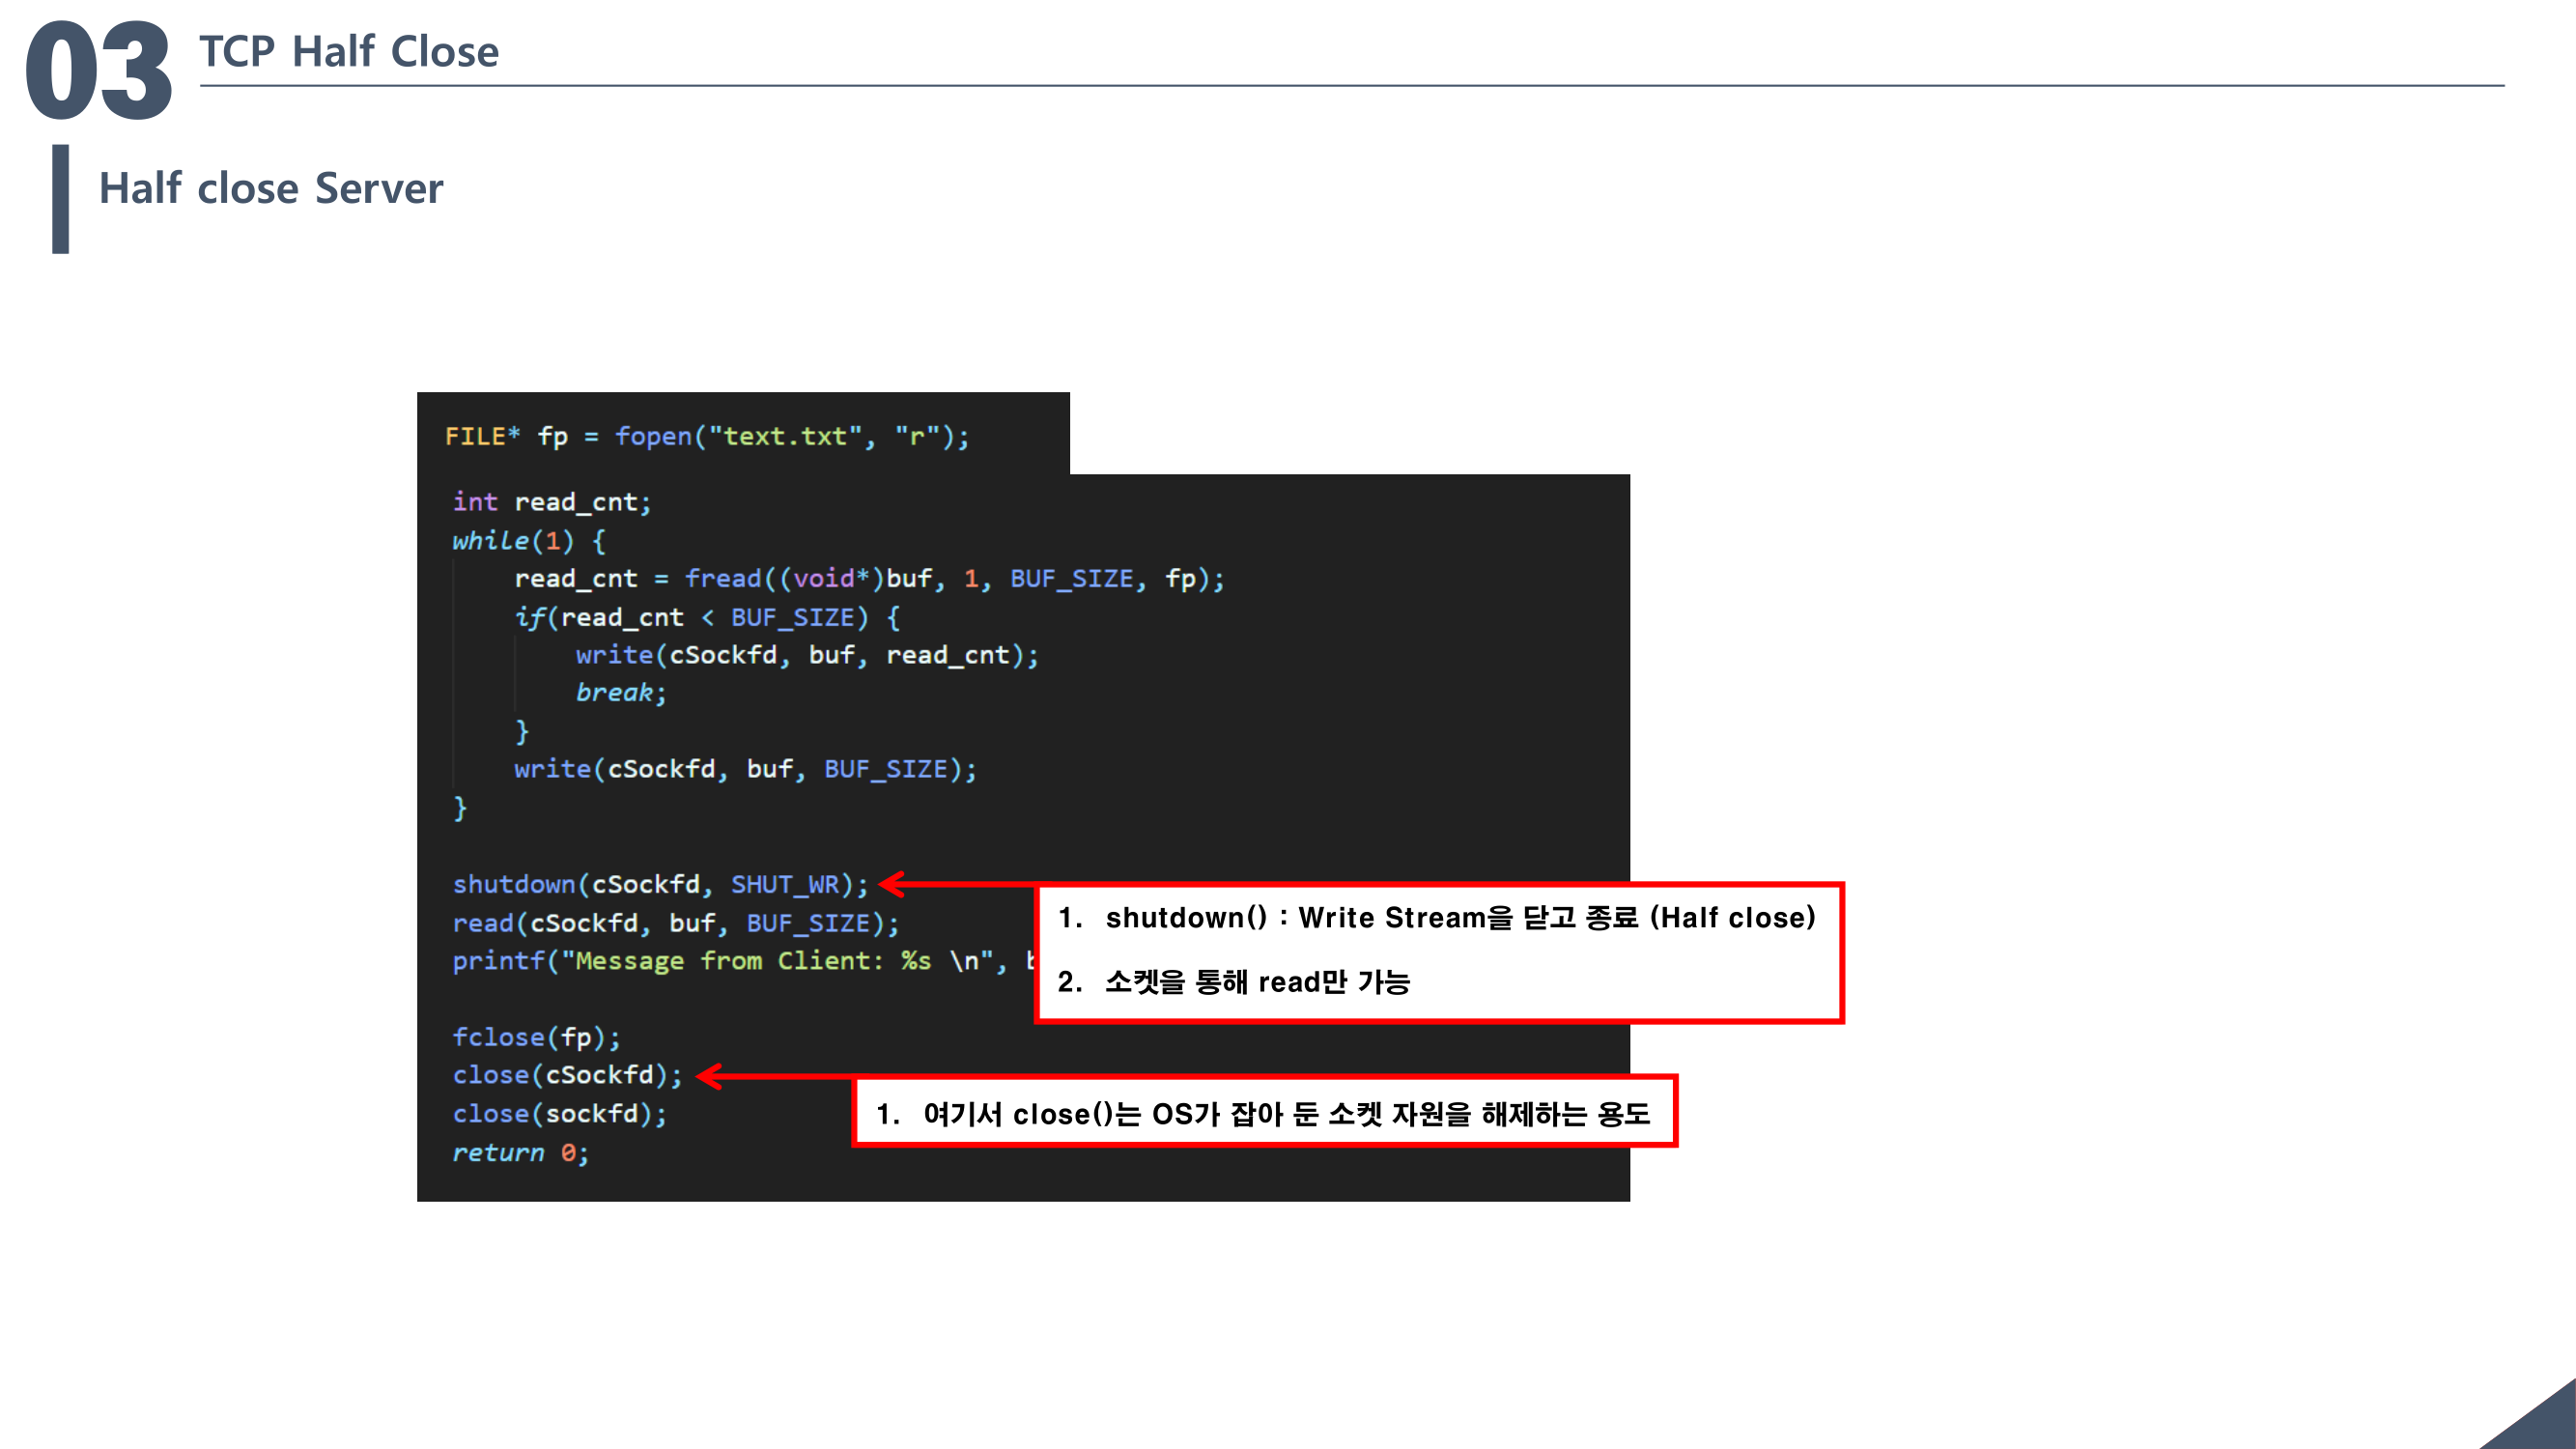 03
TCP Half Close
Half close Server
FILE* fp = fopen("text.txt", "r");
int read_cnt;
while(1) {
read_cnt = fread((void*)buf, 1, BUF_SIZE, fp);
if(read_cnt < BUF_SIZE) {
write(cSockfd, buf, read_cnt);
break;
}
write(cSockfd, buf, BUF_SIZE);
}
shutdown(cSockfd, SHUT_WR);
read(cSockfd, buf, BUF_SIZE);
printf("Message from Client: %s \n",
1. shutdown() : Write Stream을 닫고 종료 (Half close)
2. 소켓을 통해 read만 가능
fclose(fp);
close(cSockfd);
close(sockfd);
1. 여기서 close()는 OS가 잡아 둔 소켓 자원을 해제하는 용도
return 0;